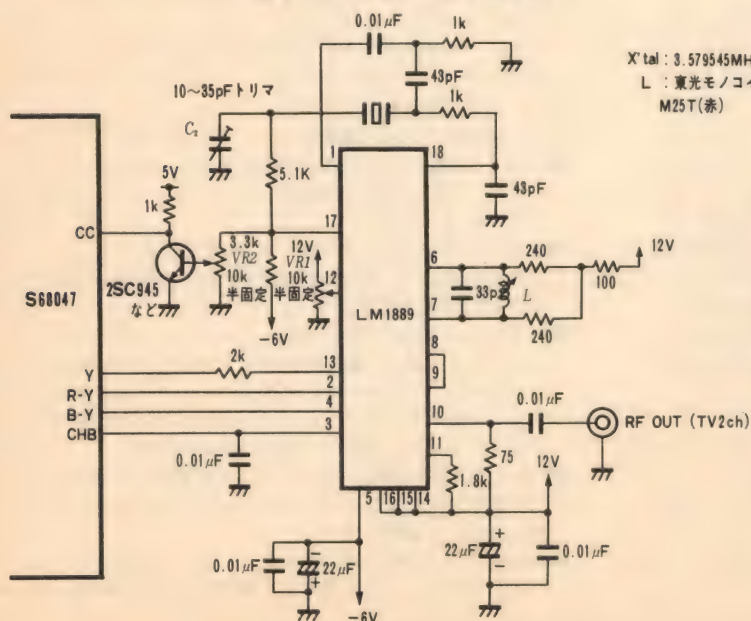 0.01μF
1k
X'tal : 3.579545MH
10~35pFトリマ
43pF
L : 東光モノコイ
M25T(赤)
1k
C₂
1
18
5V
5.1K
43pF
1k
CC
17
3.3k
12V
VR2
VR1
12
6
240
12V
10k
10k
半固定
半固定
33p
L
100
2SC945
など
S68047
LM1889
7
240
-6V
8
2k
13
9
Y
R-Y
2
0.01μF
B-Y
4
10
RF OUT (TV2ch)
CHB
3
11
75
12V
0.01μF
1.8k
5
16
15
14
+
22μF
-
0.01μF
0.01μF
-
22μF
+
-6V